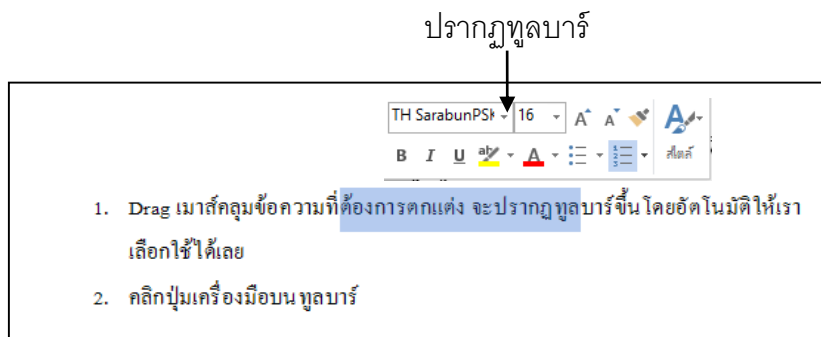 ปรากฏทูลบาร์
TH SarabunPSK 16 A A A
B I U aby A สไตล์
1. Drag เมาส์คลุมข้อความที่ต้องการตกแต่ง จะปรากฏทูลบาร์ขึ้นโดยอัตโนมัติให้เรา
เลือกใช้ได้เลย
2. คลิกปุ่มเครื่องมือบนทูลบาร์